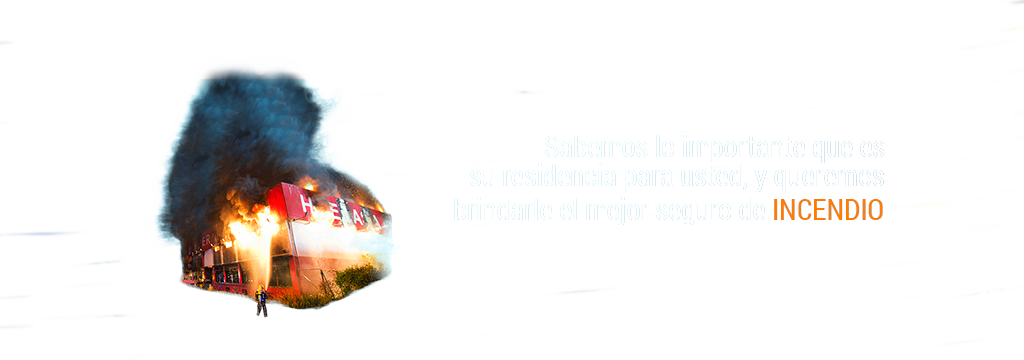 Sabemos lo importante que es
su residencia para usted, y queremos
brindarle el mejor seguro de INCENDIO